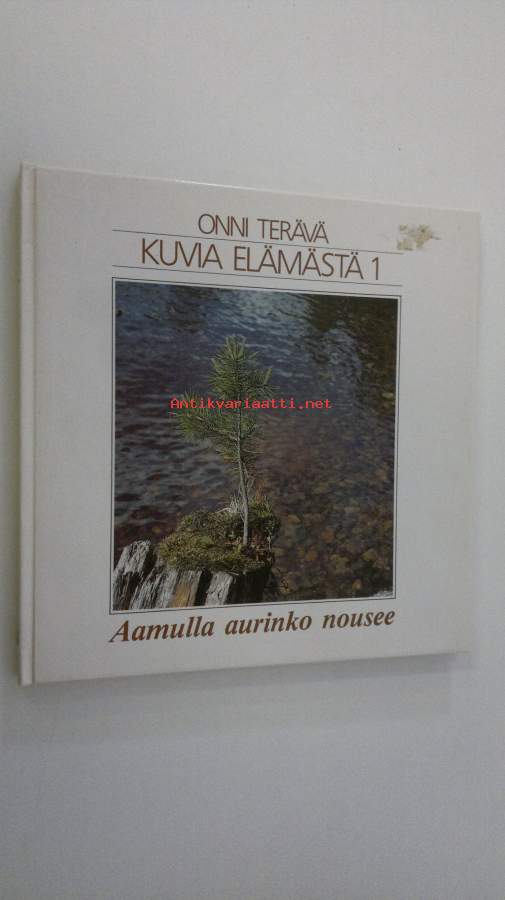 ONNI TERÄVÄ
KUVIA ELÄMÄSTÄ 1
Antikvariaatti.net
Aamulla aurinko nousee